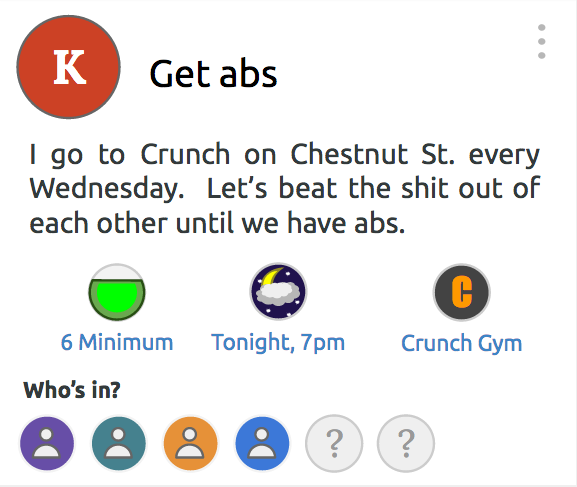 K
Get abs
I go to Crunch on Chestnut St. every
Wednesday.  Let's beat the shit out of
each other until we have abs.
C
6 Minimum
Tonight, 7pm
Crunch Gym
Who's in?
? ?